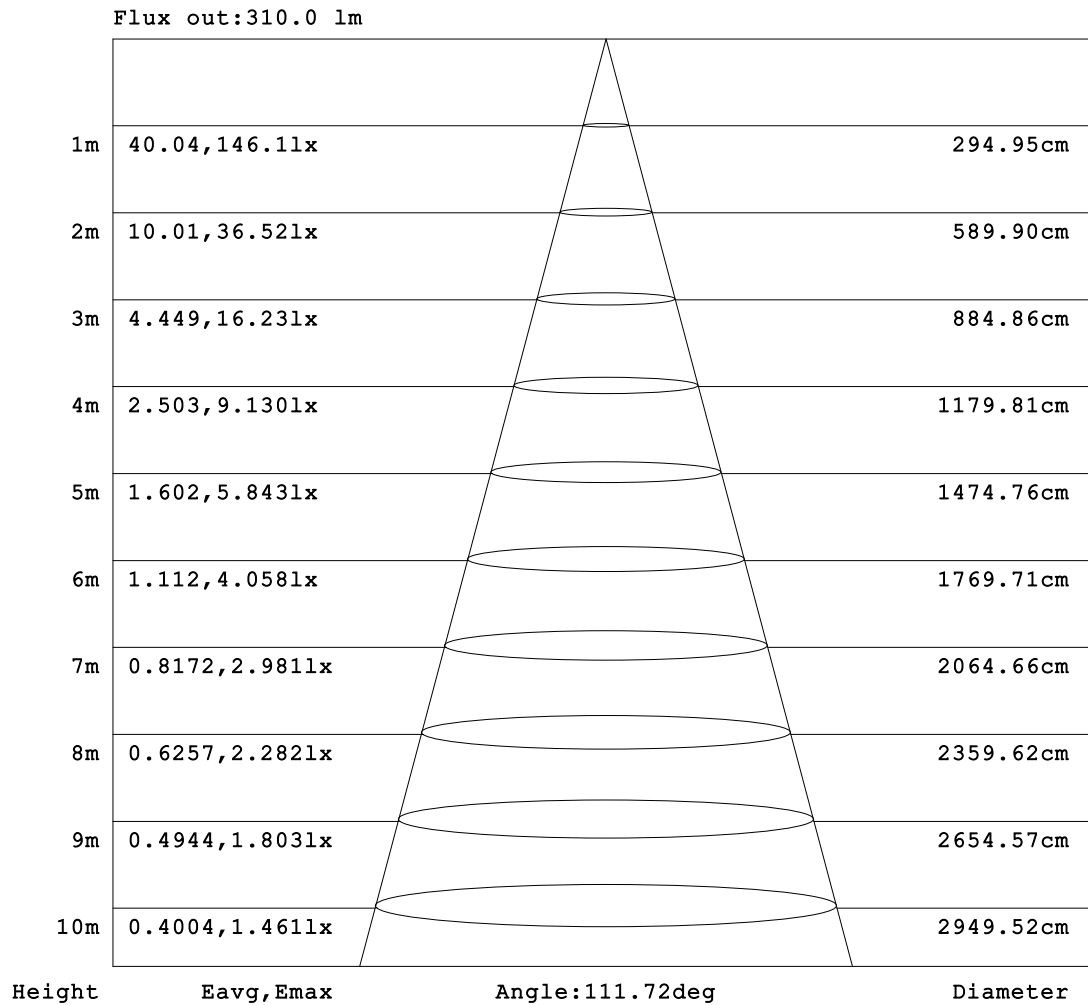 Flux out:310.0 lm
1m 40.04,146.1lx 294.95cm
2m 10.01,36.52lx 589.90cm
3m 4.449,16.23lx 884.86cm
4m 2.503,9.130lx 1179.81cm
5m 1.602,5.843lx 1474.76cm
6m 1.112,4.058lx 1769.71cm
7m 0.8172,2.981lx 2064.66cm
8m 0.6257,2.282lx 2359.62cm
9m 0.4944,1.803lx 2654.57cm
10m 0.4004,1.461lx 2949.52cm
Height Eavg,Emax Angle:111.72deg Diameter